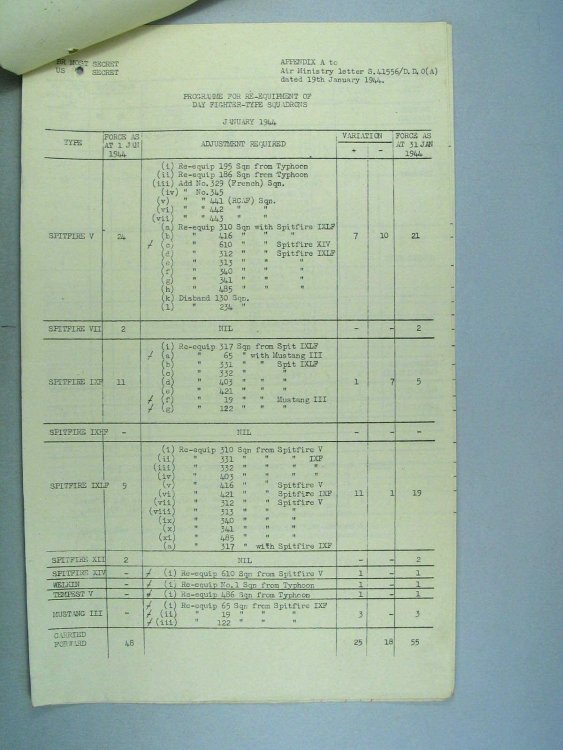 BR MOST SECRET
US SECRET
APPENDIX A to
Air Ministry letter S.41556/D.D.O(A)
dated 19th January 1944.
PROGRAMME FOR RE-EQUIPMENT OF
DAY FIGHTER-TYPE SQUADRONS
JANUARY 1944
TYPE FORCE AS AT 1 JAN 1944 ADJUSTMENT REQUIRED VARIATION + - FORCE AS AT 31 JAN 1944
(i) Re-equip 195 Sqn from Typhoon
(ii) Re-equip 186 Sqn from Typhoon
(iii) Add No.329 (French) Sqn.
(iv) " No.345
(v) " " 441 (RCAF) Sqn.
(vi) " " 442 " "
(vii) " " 443 " "
(a) Re-equip 310 Sqn with Spitfire IXLF
SPITFIRE V 24 (b) " 416 " " " " 7 10 21
/ (c) " 610 " " Spitfire XIV
(d) " 312 " " Spitfire IXLF
(e) " 313 " " "
(f) " 340 " " "
(g) " 341 " " "
(h) " 485 " " "
(k) Disband 130 Sqn.
(l) " 234 "
SPITFIRE VII 2 NIL - - 2
(i) Re-equip 317 Sqn from Spit IXLF
/ (a) " 65 " with Mustang III
(b) " 331 " " Spit IXLF
(c) " 332 " " "
SPITFIRE IXF 11 (d) " 403 " " " 1 7 5
(e) " 421 " " "
/ (f) " 19 " " Mustang III
/ (g) " 122 " " "
SPITFIRE IXHF - NIL - - -
(i) Re-equip 310 Sqn from Spitfire V
(ii) " 331 " " " IXF
(iii) " 332 " " " "
(iv) " 403 " " "
SPITFIRE IXLF 9 (v) " 416 " " Spitfire V
(vi) " 421 " " Spitfire IXF 11 1 19
(vii) " 312 " " Spitfire V
(viii) " 313 " " "
(ix) " 340 " " "
(x) " 341 " " "
(xi) " 485 " " "
(a) " 317 " with Spitfire IXF
SPITFIRE XII 2 NIL - - 2
SPITFIRE XIV - / (i) Re-equip 610 Sqn from Spitfire V 1 - 1
WELKIN - / (i) Re-equip No.1 Sqn from Typhoon 1 - 1
TEMPEST V - / (i) Re-equip 486 Sqn from Typhoon 1 - 1
/ (i) Re-equip 65 Sqn from Spitfire IXF
MUSTANG III - / (ii) " 19 " " " 3 - 3
/ (iii) " 122 " " "
CARRIED
FORWARD 48 25 18 55